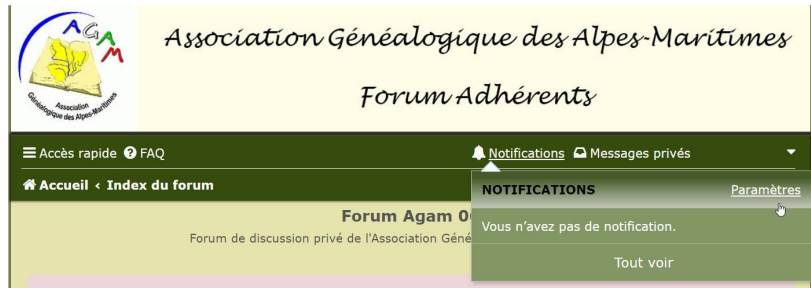 AGAM
Association
Généalogique des Alpes-Maritimes
Association Généalogique des Alpes-Maritimes
Forum Adhérents
Accès rapide FAQ Notifications Messages privés
Accueil < Index du forum
NOTIFICATIONS Paramètres
Forum Agam 0
Vous n’avez pas de notification.
Forum de discussion privé de l'Association Géné
Tout voir